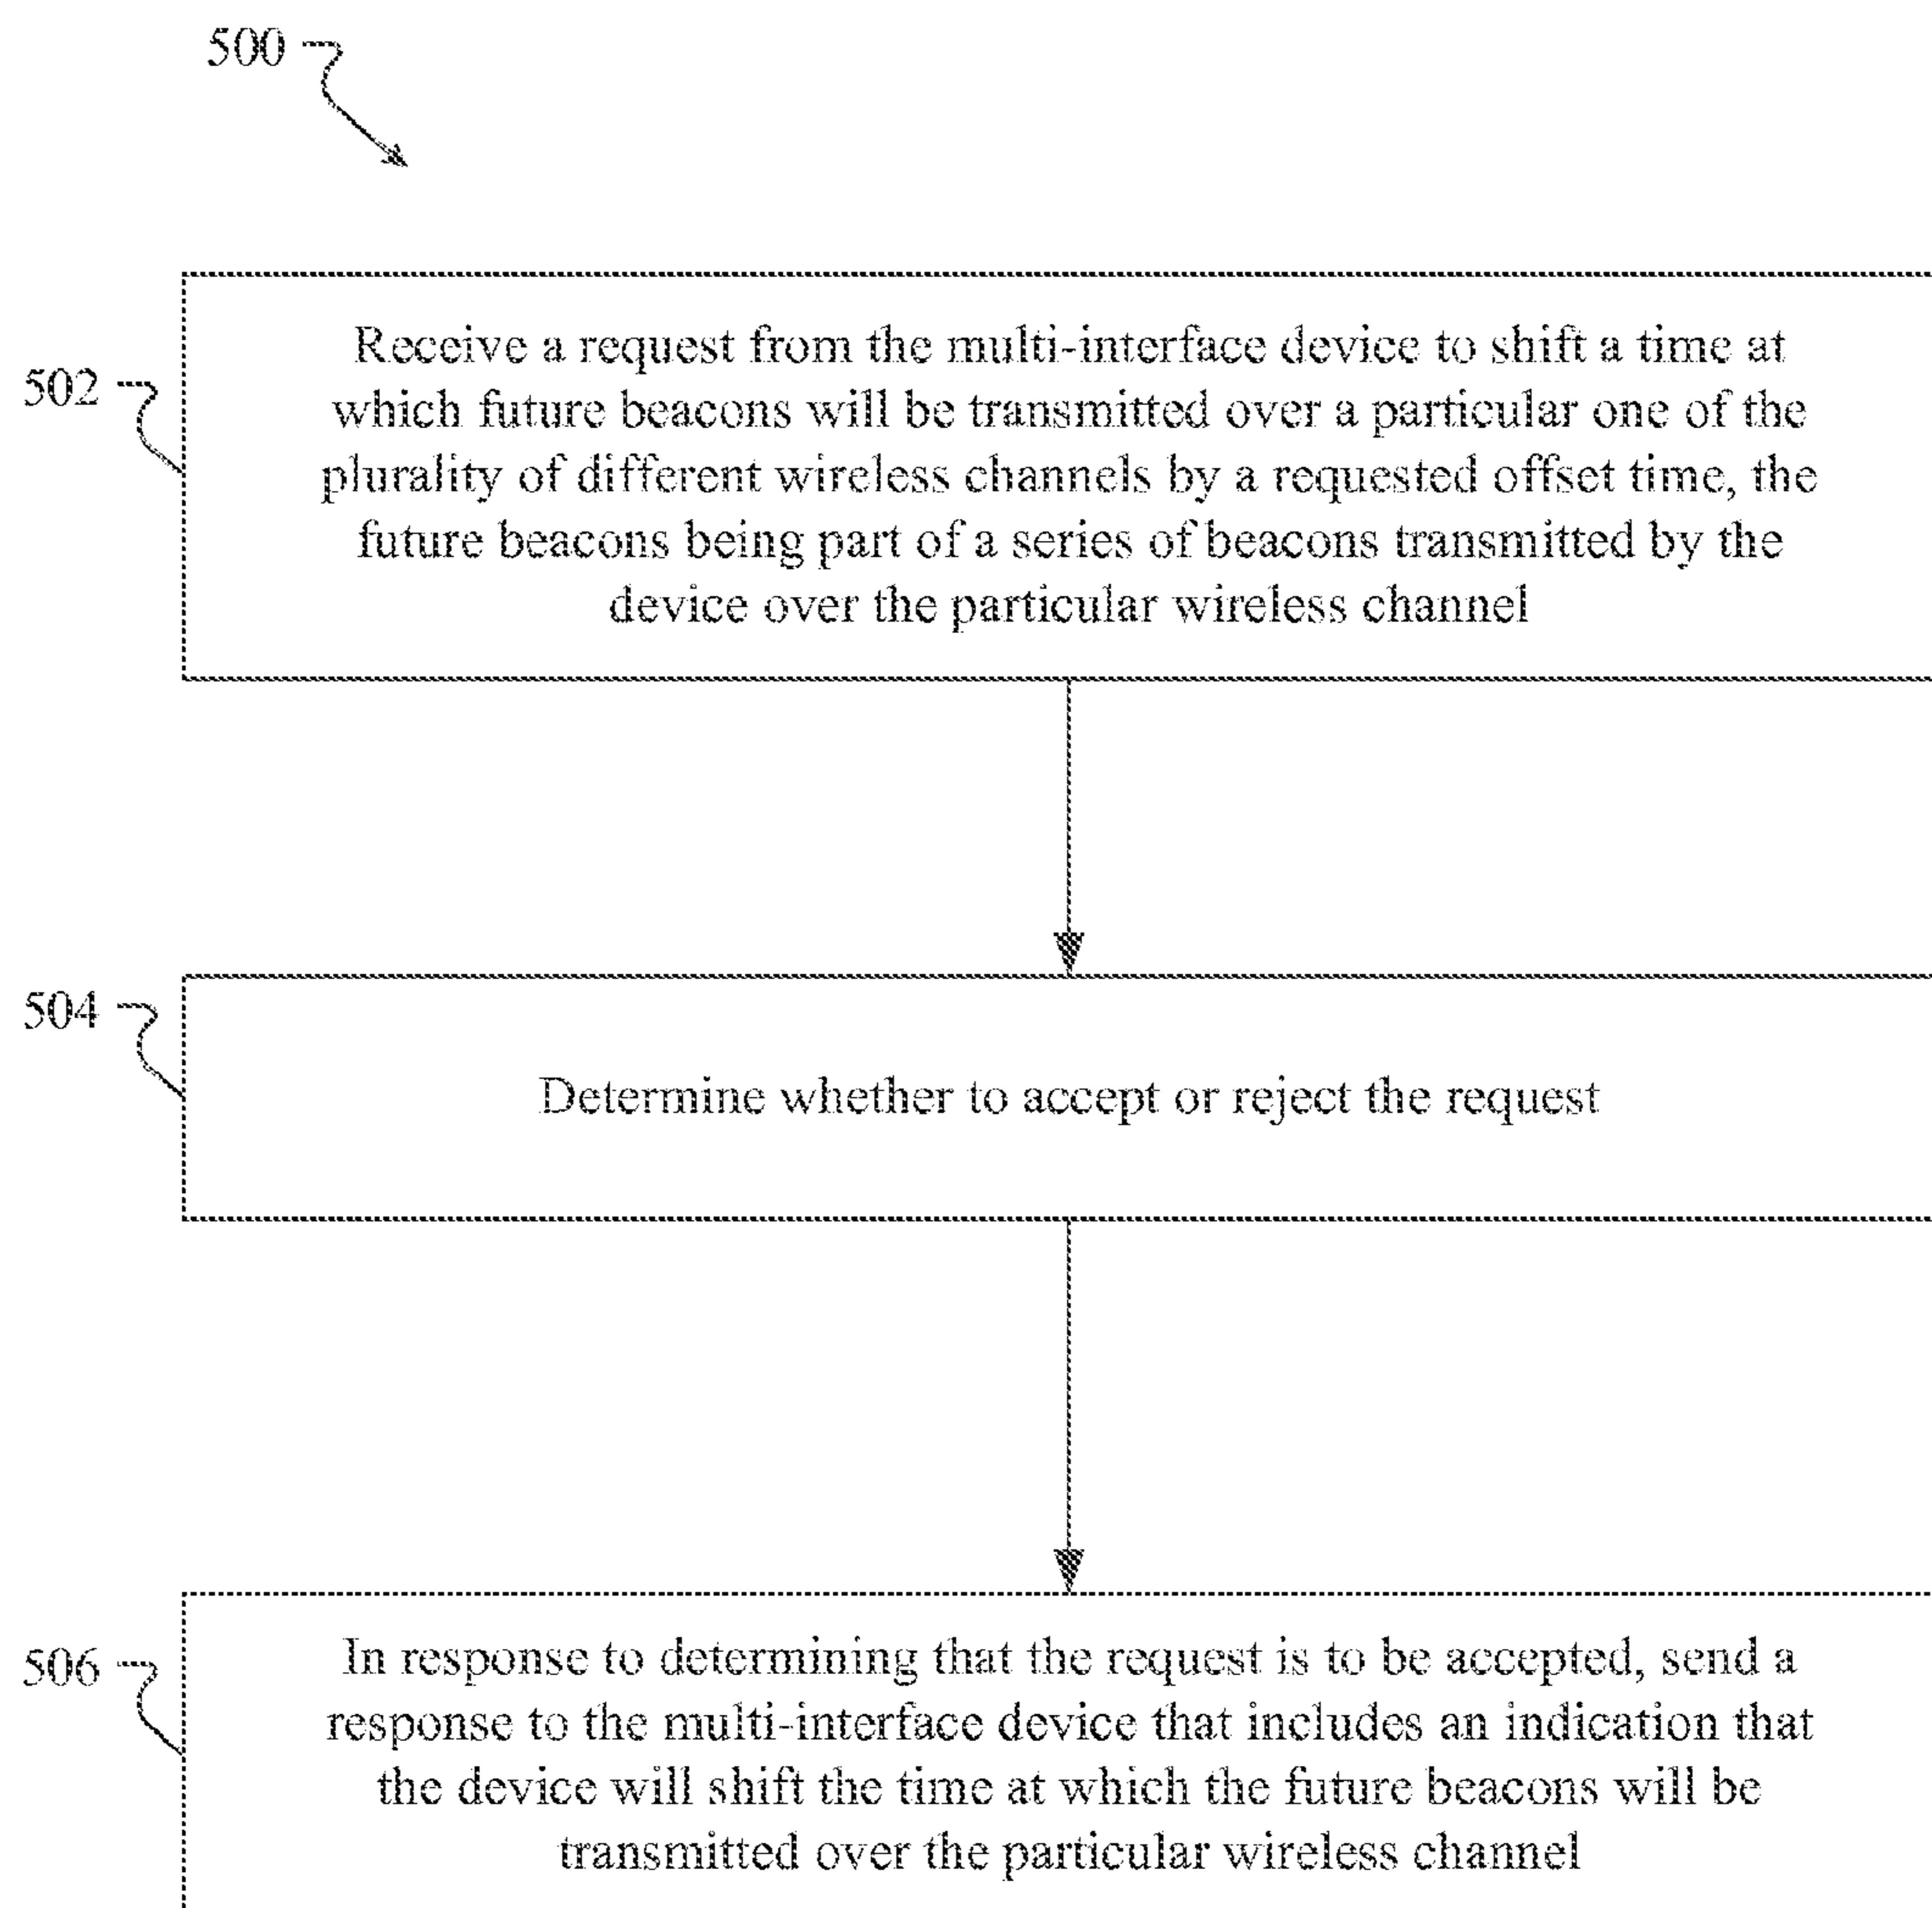 500
502
Receive a request from the multi-interface device to shift a time at
which future beacons will be transmitted over a particular one of the
plurality of different wireless channels by a requested offset time, the
future beacons being part of a series of beacons transmitted by the
device over the particular wireless channel
504
Determine whether to accept or reject the request
506
In response to determining that the request is to be accepted, send a
response to the multi-interface device that includes an indication that
the device will shift the time at which the future beacons will be
transmitted over the particular wireless channel